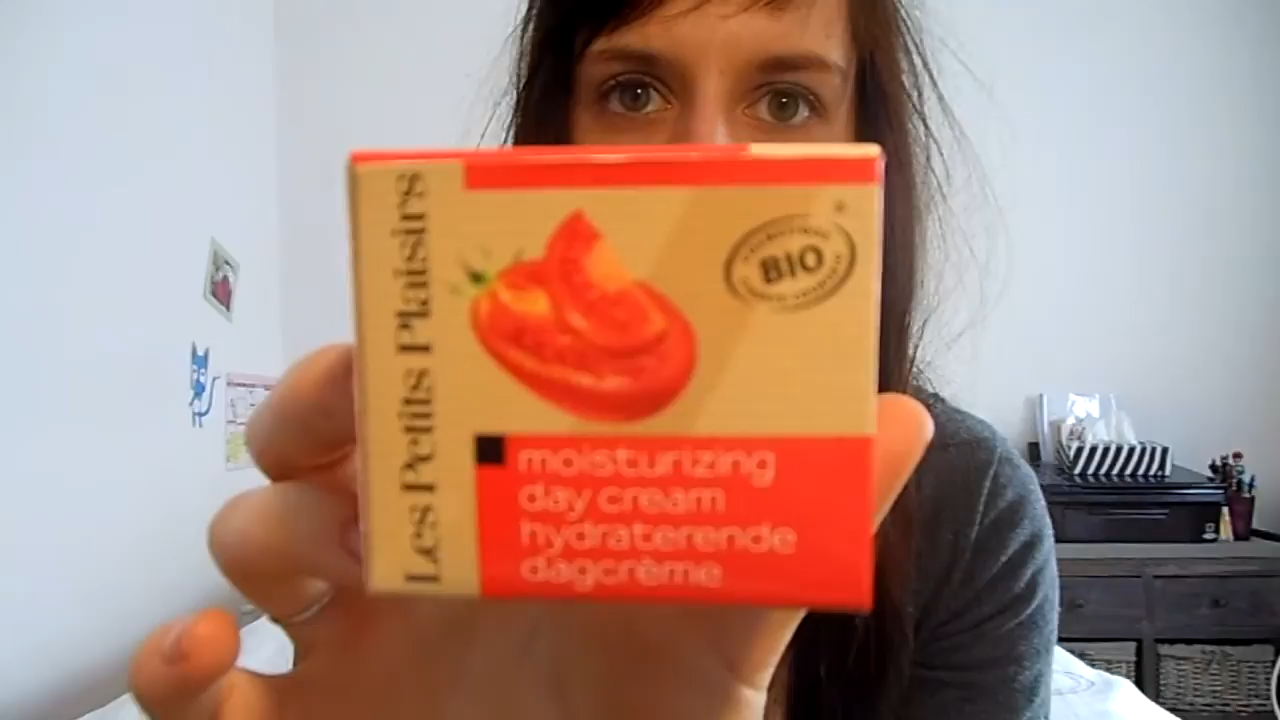 Les Petits Plaisirs
BIO
moisturizing
day cream
hydraterende
dagcrème